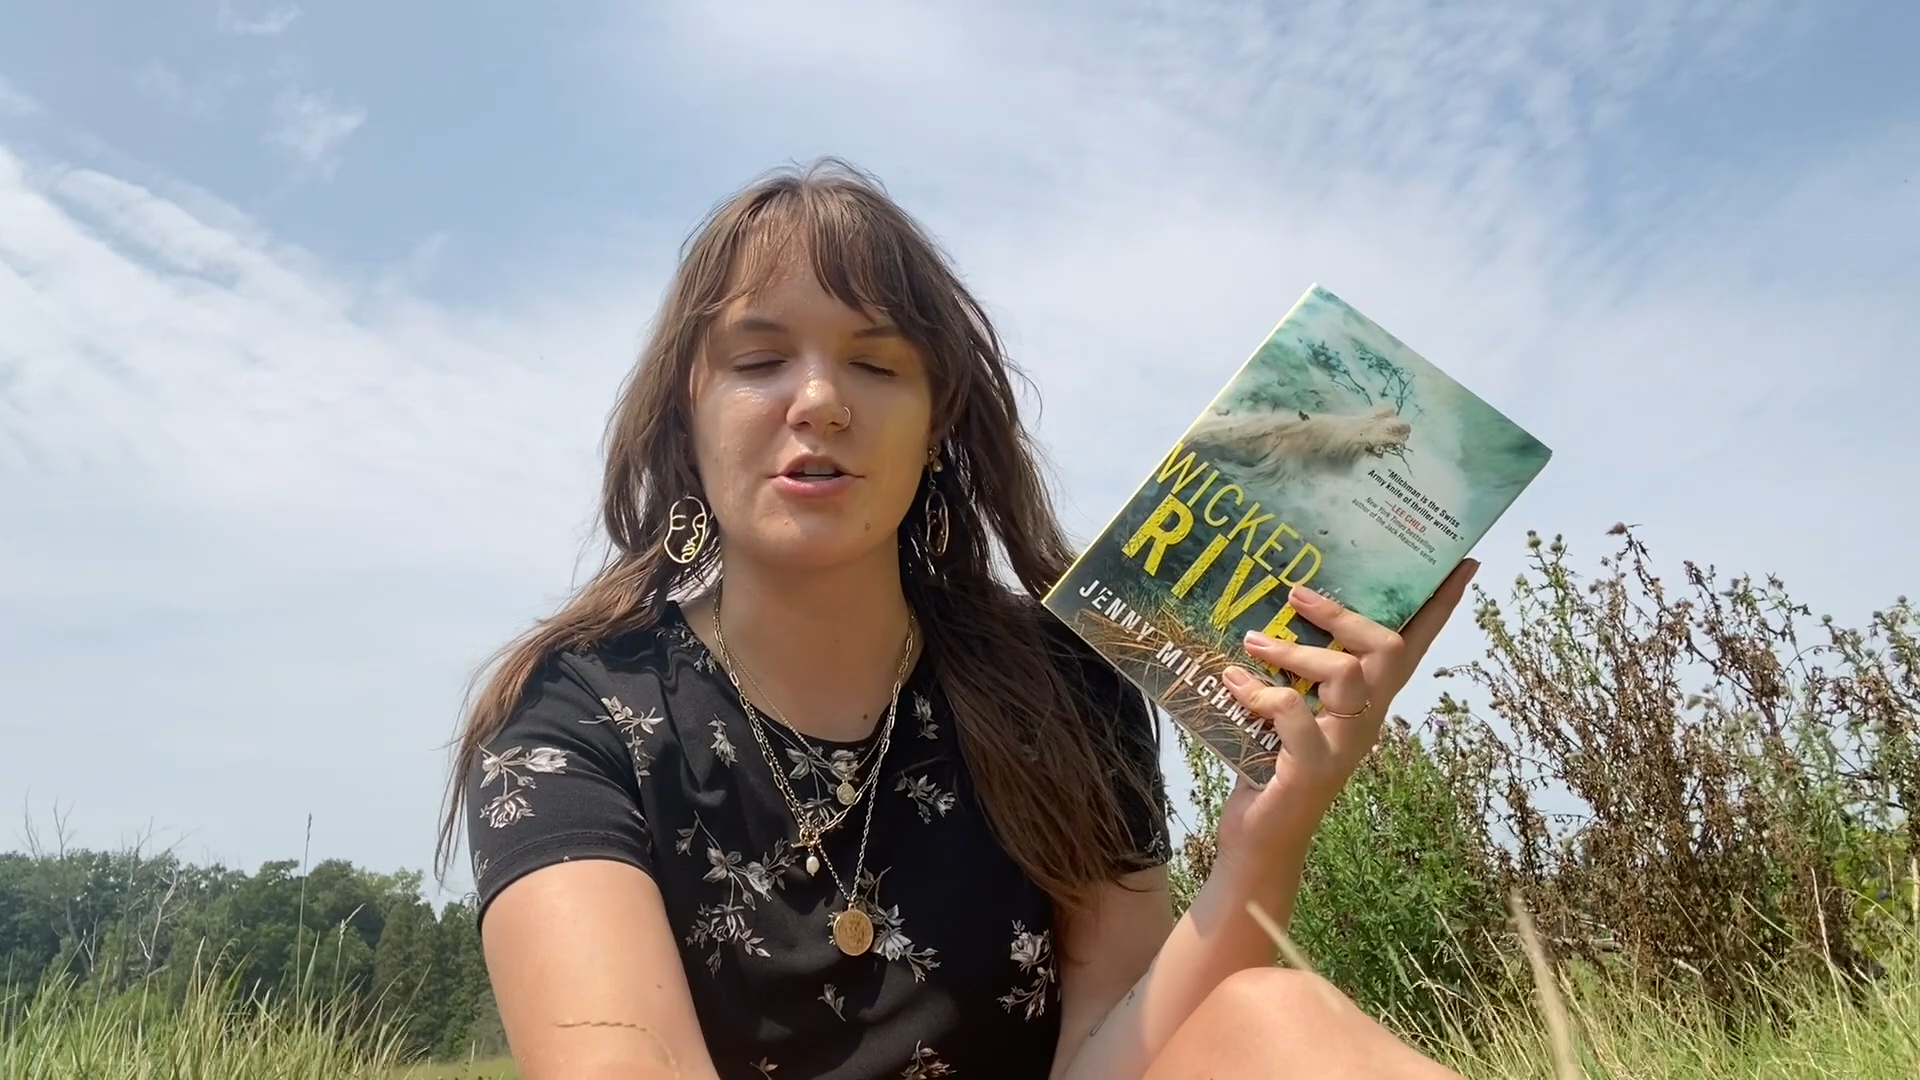 "Milchman is the Swiss
Army knife of thriller writers."
—LEE CHILD,
New York Times bestselling
author of the Jack Reacher series
WICKED
JENNY MILCHMAN